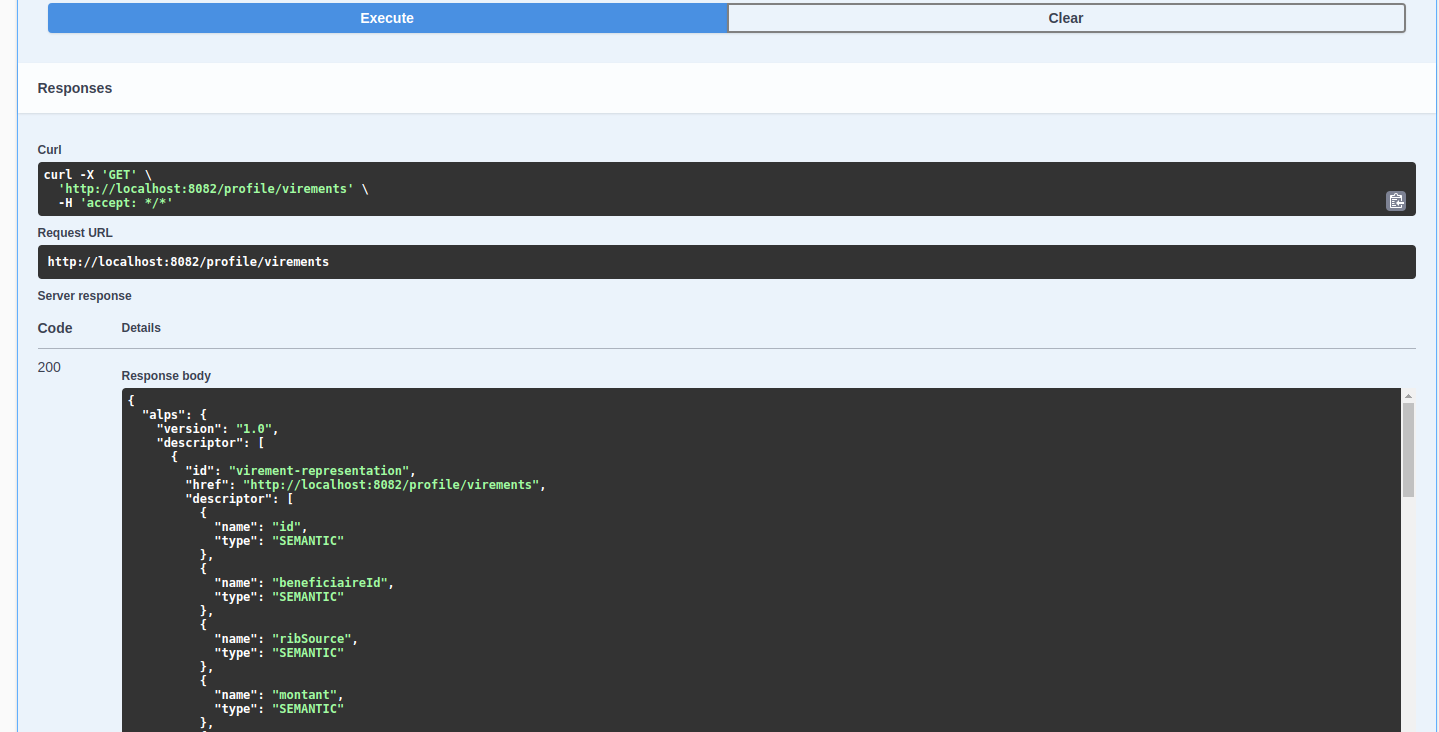 Execute
Clear
Responses
Curl
curl -X 'GET' \
  'http://localhost:8082/profile/virements' \
  -H 'accept: */*'
Request URL
http://localhost:8082/profile/virements
Server response
Code Details
200
Response body
{
  "alps": {
    "version": "1.0",
    "descriptor": [
      {
        "id": "virement-representation",
        "href": "http://localhost:8082/profile/virements",
        "descriptor": [
          {
            "name": "id",
            "type": "SEMANTIC"
          },
          {
            "name": "beneficiaireId",
            "type": "SEMANTIC"
          },
          {
            "name": "ribSource",
            "type": "SEMANTIC"
          },
          {
            "name": "montant",
            "type": "SEMANTIC"
          },